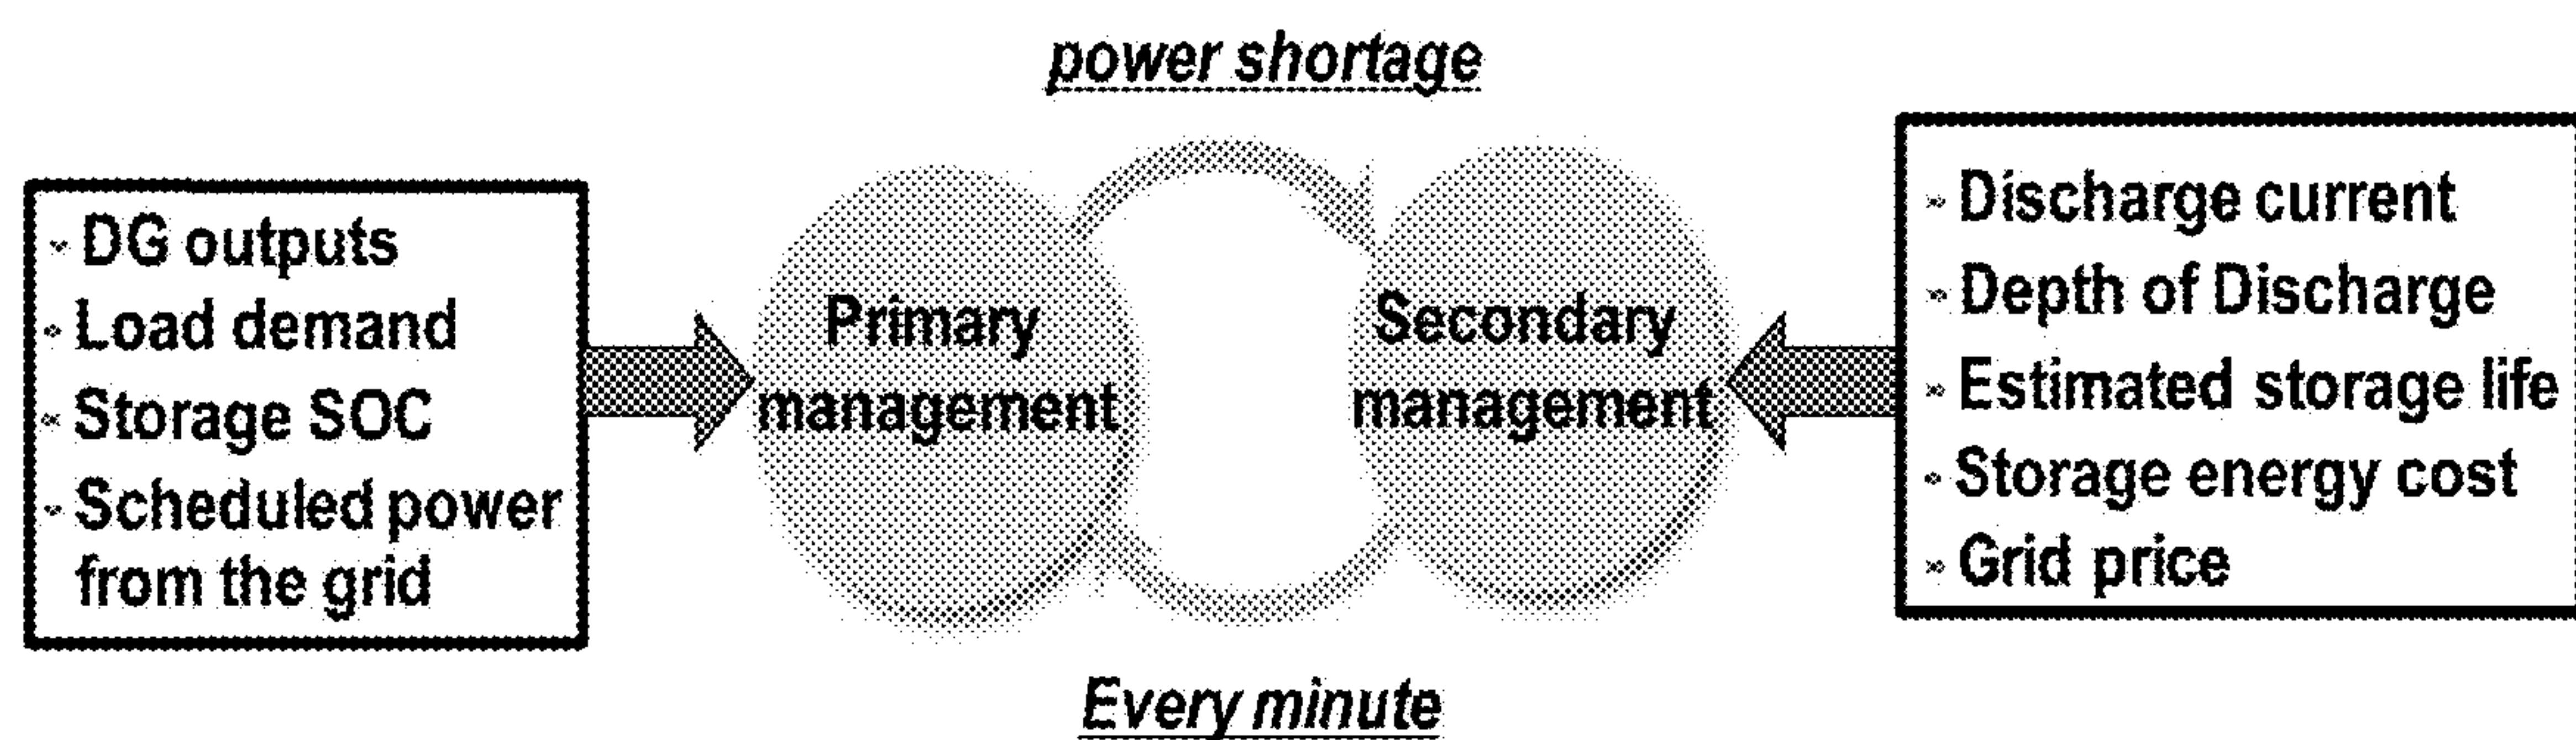 power shortage
- DG outputs
- Load demand
- Storage SOC
- Scheduled power
from the grid
Primary
management
Secondary
management
- Discharge current
- Depth of Discharge
- Estimated storage life
- Storage energy cost
- Grid price
Every minute